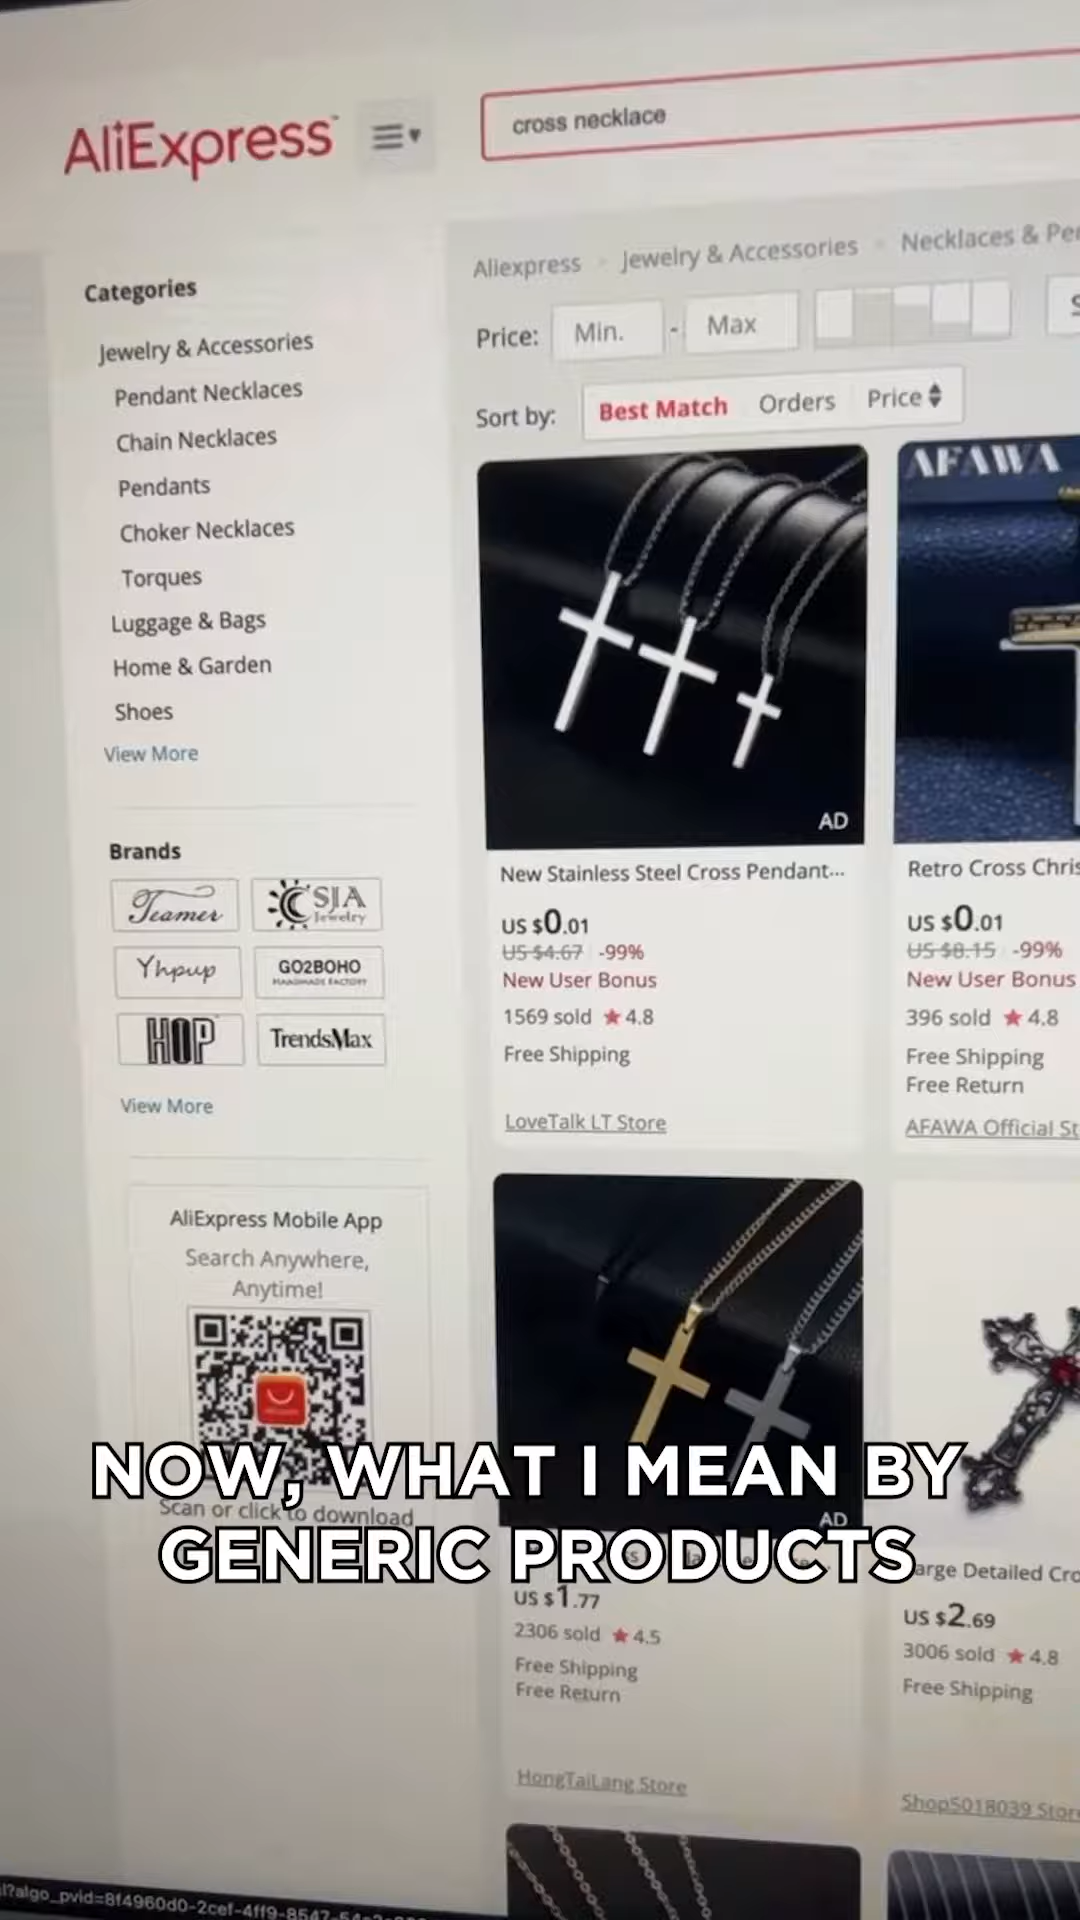 AliExpress
cross necklace
Aliexpress
Jewelry & Accessories
Necklaces &
Categories
Jewelry & Accessories
Pendant Necklaces
Chain Necklaces
Pendants
Choker Necklaces
Torques
Luggage & Bags
Home & Garden
Shoes
View More
Price: Min. - Max
Sort by: Best Match Orders Price
AFAWA
AD
New Stainless Steel Cross Pendant...
US $0.01
US $4.67 -99%
New User Bonus
1569 sold ★ 4.8
Free Shipping
LoveTalk LT Store
Retro Cross Chris
US $0.01
US $8.15 -99%
New User Bonus
396 sold ★ 4.8
Free Shipping
Free Return
AFAWA Official St
Brands
Teamer
SJA Jewelry
Yhpup
GO2BOHO
HANDMADE FACTORY
HOP
TrendsMax
View More
AliExpress Mobile App
Search Anywhere,
Anytime!
Scan or click to download
NOW, WHAT I MEAN BY
GENERIC PRODUCTS
AD
US $1.77
2306 sold ★ 4.5
Free Shipping
Free Return
HongTaiLang Store
arge Detailed Cro
US $2.69
3006 sold ★ 4.8
Free Shipping
Shop5018039 Store